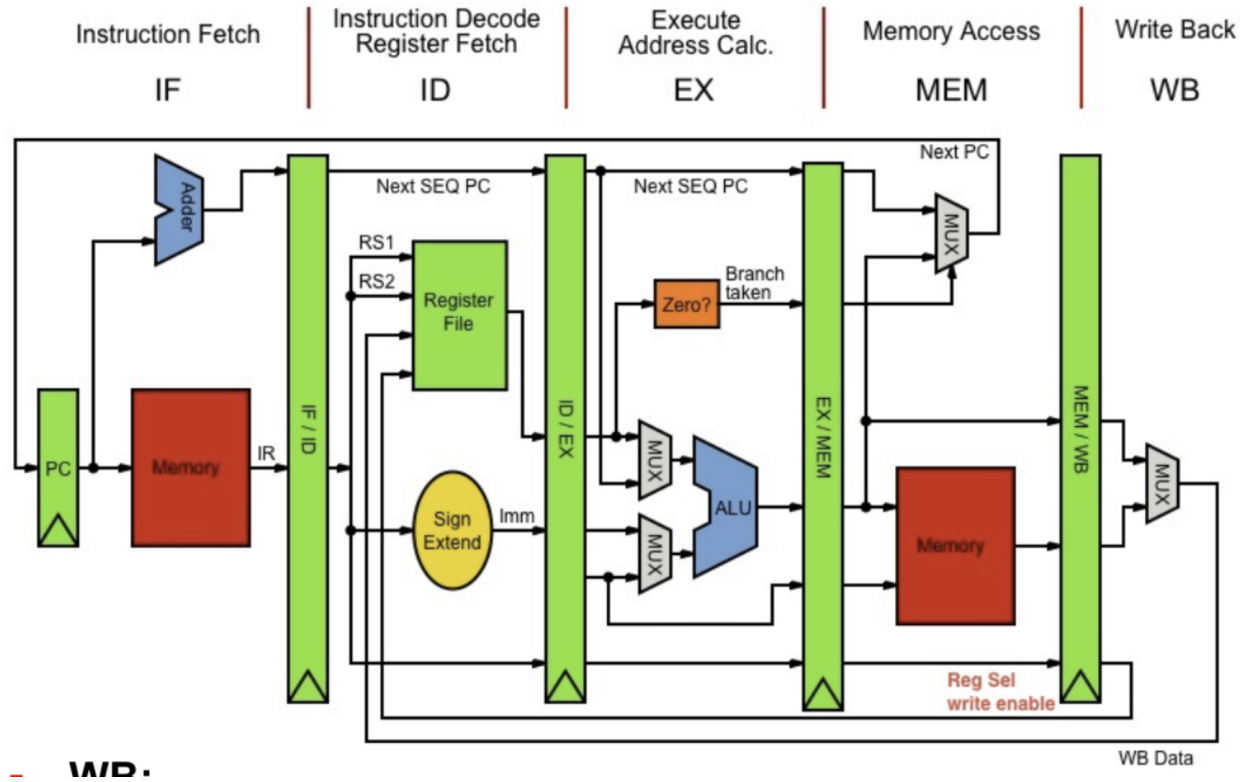 Instruction Fetch
IF
Instruction Decode
Register Fetch
ID
Execute
Address Calc.
EX
Memory Access
MEM
Write Back
WB
Next PC
Adder
Next SEQ PC
Next SEQ PC
MUX
RS1
RS2
Register
File
Branch
taken
Zero?
IF / ID
ID / EX
EX / MEM
MEM / WB
PC
Memory
IR
MUX
MUX
ALU
Sign
Extend
Imm
MUX
Memory
Reg Sel
write enable
WB Data
WB: